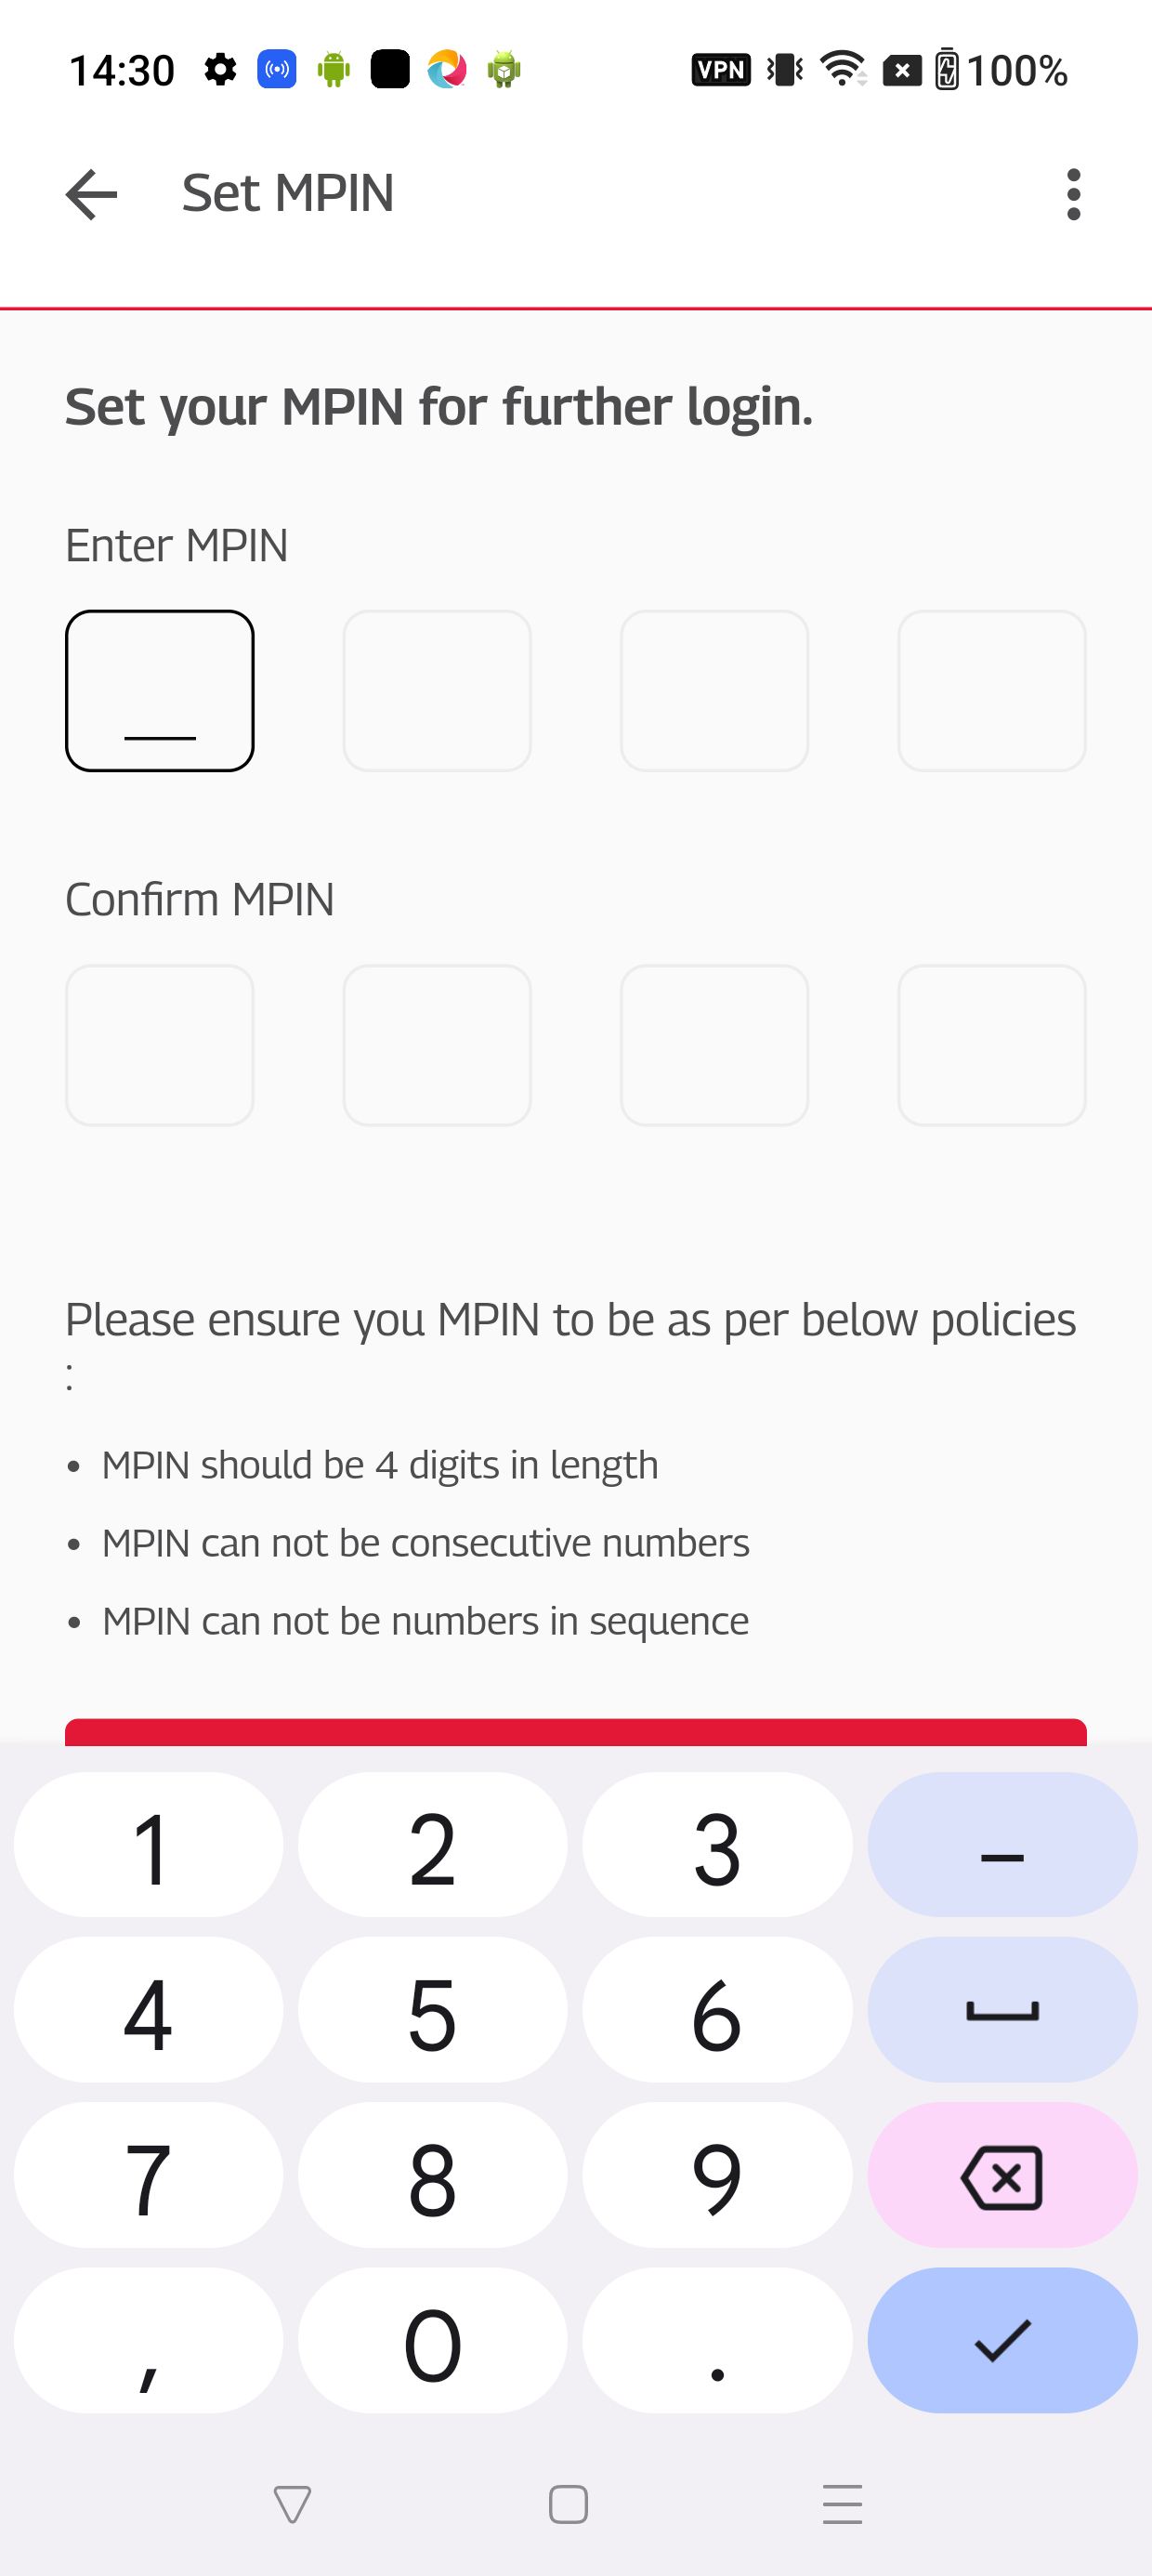 14:30 VPN 100%
Set MPIN
Set your MPIN for further login.
Enter MPIN
Confirm MPIN
Please ensure you MPIN to be as per below policies
:
• MPIN should be 4 digits in length
• MPIN can not be consecutive numbers
• MPIN can not be numbers in sequence
1 2 3 –
4 5 6
7 8 9
, 0 .